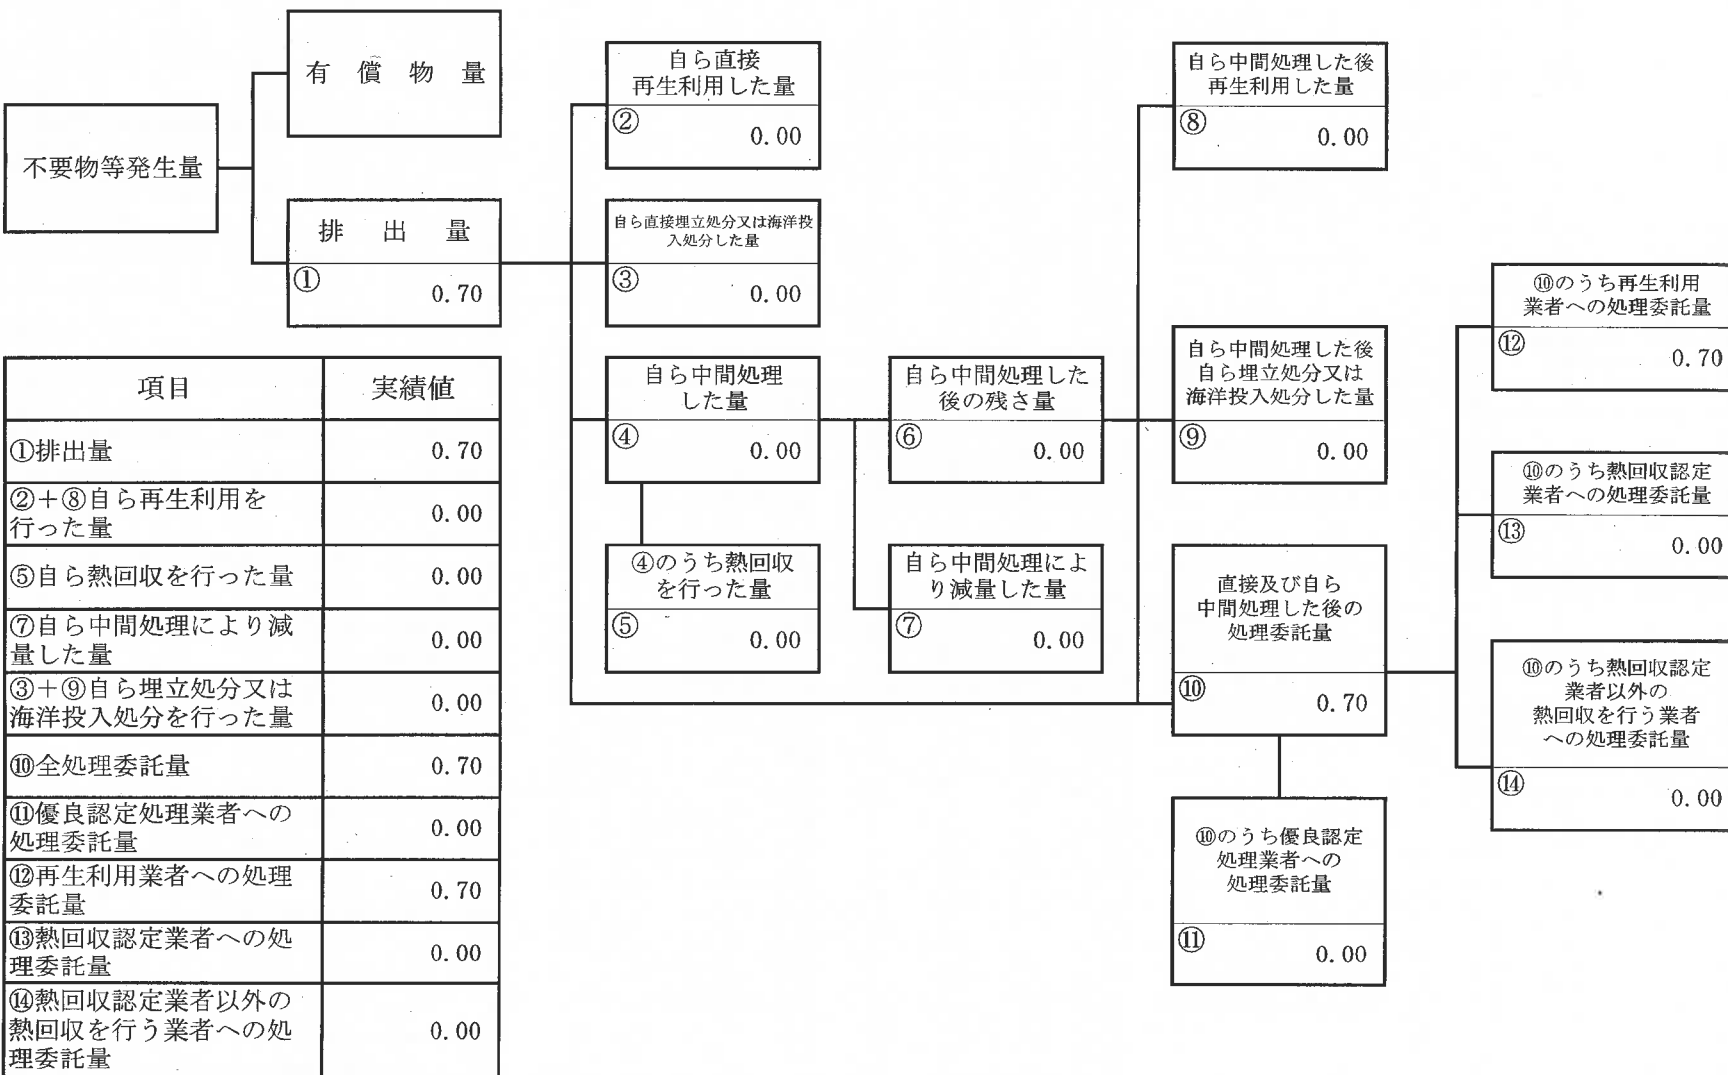 不要物等発生量
有償物量
排出量
①
0.70
自ら直接
再生利用した量
②
0.00
自ら直接埋立処分又は海洋投
入処分した量
③
0.00
自ら中間処理
した量
④
0.00
④のうち熱回収
を行った量
⑤
0.00
自ら中間処理した
後の残さ量
⑥
0.00
自ら中間処理によ
り減量した量
⑦
0.00
自ら中間処理した後
再生利用した量
⑧
0.00
自ら中間処理した後
自ら埋立処分又は
海洋投入処分した量
⑨
0.00
直接及び自ら
中間処理した後の
処理委託量
⑩
0.70
⑩のうち優良認定
処理業者への
処理委託量
⑪
0.00
⑩のうち再生利用
業者への処理委託量
⑫
0.70
⑩のうち熱回収認定
業者への処理委託量
⑬
0.00
⑩のうち熱回収認定
業者以外の
熱回収を行う業者
への処理委託量
⑭
0.00
項目 実績値
①排出量 0.70
②+⑧自ら再生利用を
行った量 0.00
⑤自ら熱回収を行った量 0.00
⑦自ら中間処理により減
量した量 0.00
③+⑨自ら埋立処分又は
海洋投入処分を行った量 0.00
⑩全処理委託量 0.70
⑪優良認定処理業者への
処理委託量 0.00
⑫再生利用業者への処理
委託量 0.70
⑬熱回収認定業者への処
理委託量 0.00
⑭熱回収認定業者以外の
熱回収を行う業者への処
理委託量 0.00